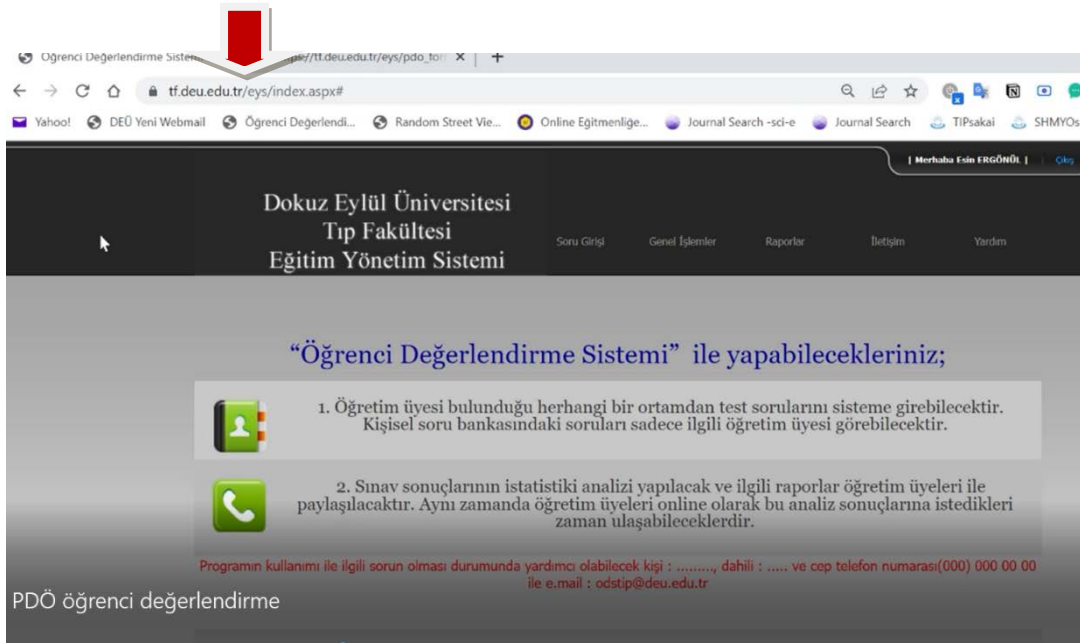 Öğrenci Değerlendirme Sistem
//tf.deu.edu.tr/eys/pdo_for
tf.deu.edu.tr/eys/index.aspx#
Yahoo! DEÜ Yeni Webmail Öğrenci Değerlendi... Random Street Vie... Online Eğitmenlige... Journal Search -sci-e Journal Search TIPsakai SHMYOs
| Merhaba Esin ERGÖNÜL | Çıkış
Dokuz Eylül Üniversitesi
Tıp Fakültesi
Eğitim Yönetim Sistemi
Soru Girişi Genel İşlemler Raporlar İletişim Yardım
“Öğrenci Değerlendirme Sistemi” ile yapabilecekleriniz;
1. Öğretim üyesi bulunduğu herhangi bir ortamdan test sorularını sisteme girebilecektir.
Kişisel soru bankasındaki soruları sadece ilgili öğretim üyesi görebilecektir.
2. Sınav sonuçlarının istatistiki analizi yapılacak ve ilgili raporlar öğretim üyeleri ile
paylaşılacaktır. Aynı zamanda öğretim üyeleri online olarak bu analiz sonuçlarına istedikleri
zaman ulaşabileceklerdir.
Programın kullanımı ile ilgili sorun olması durumunda yardımcı olabilecek kişi : ........., dahili : ..... ve cep telefon numarası(000) 000 00 00
ile e.mail : odstip@deu.edu.tr
PDÖ öğrenci değerlendirme